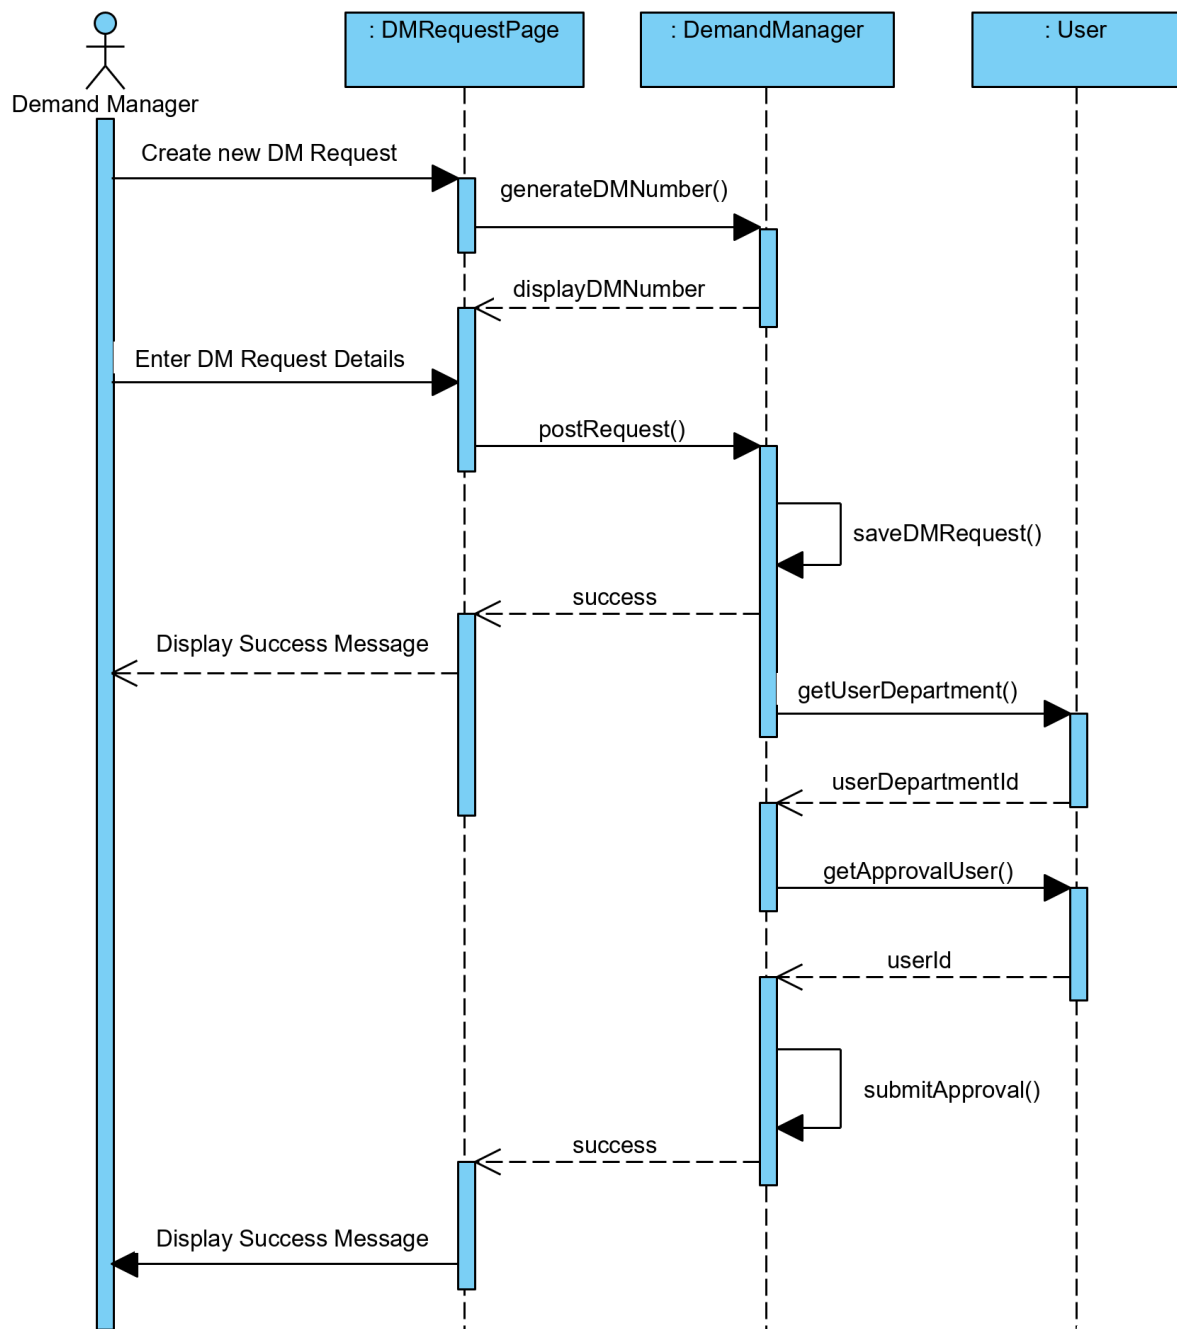 : DMRequestPage
: DemandManager
: User
Demand Manager
Create new DM Request
generateDMNumber()
displayDMNumber
Enter DM Request Details
postRequest()
saveDMRequest()
success
Display Success Message
getUserDepartment()
userDepartmentId
getApprovalUser()
userId
submitApproval()
success
Display Success Message